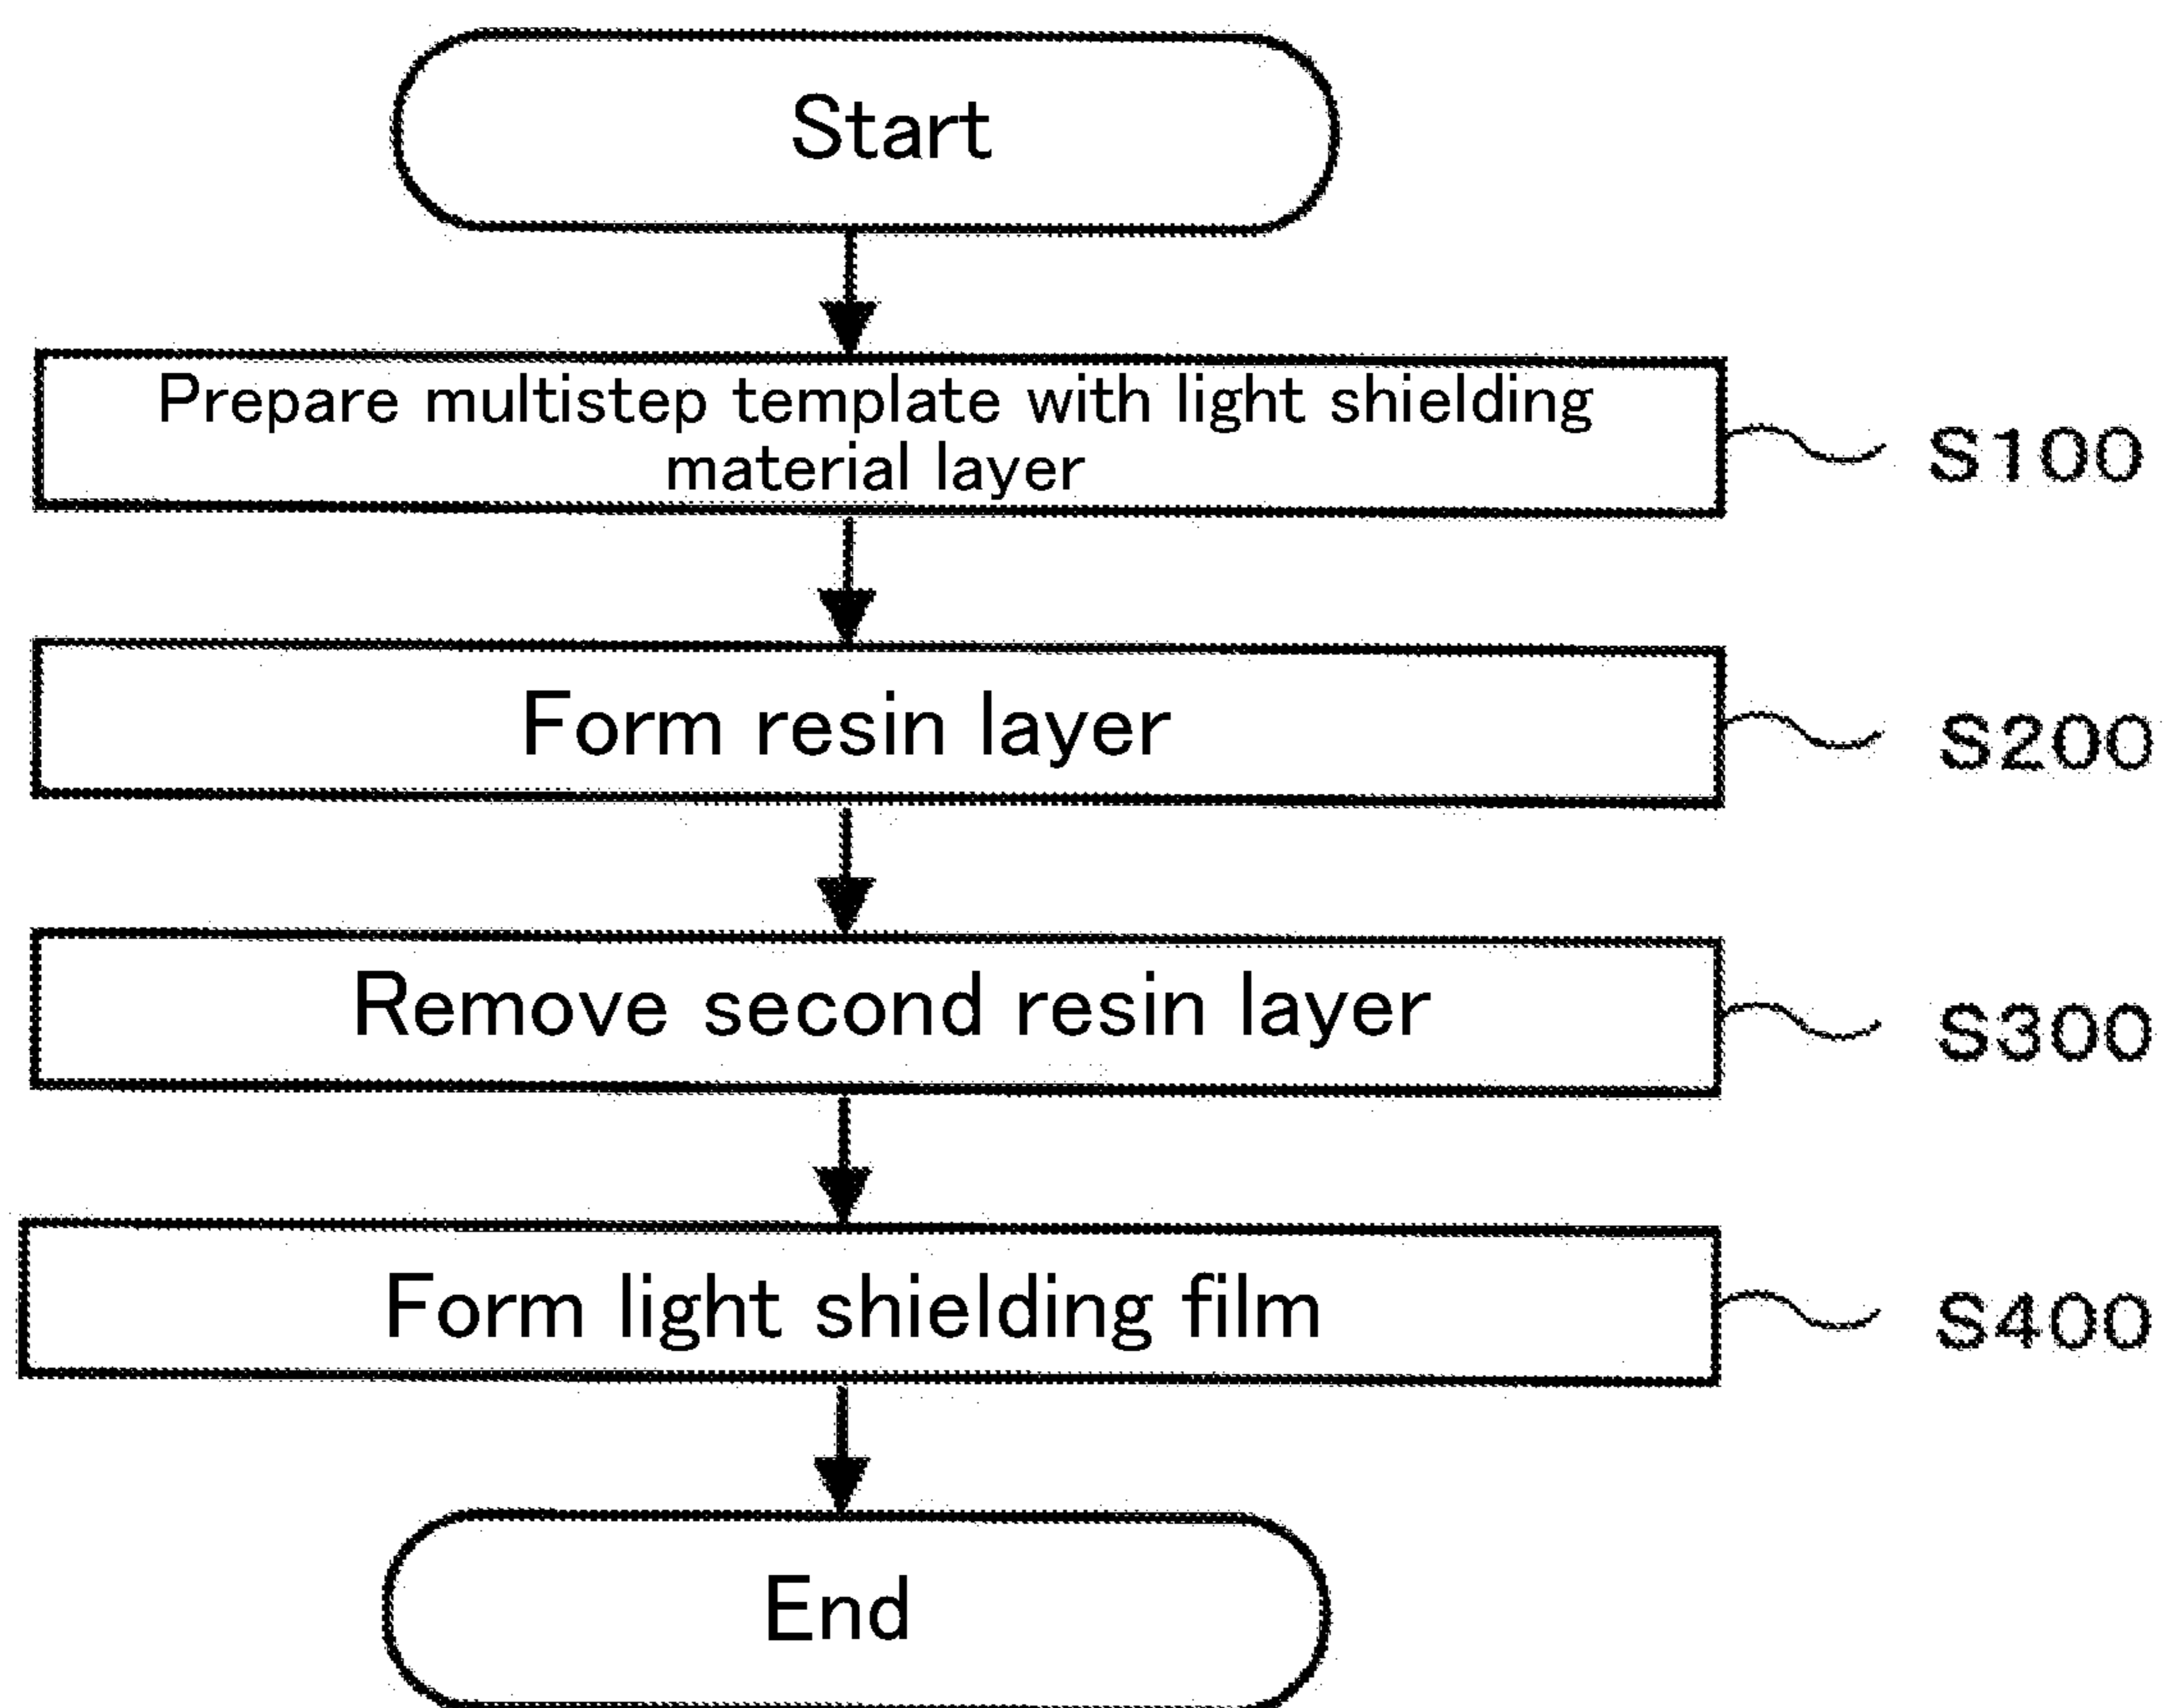 Start
Prepare multistep template with light shielding
material layer
S100
Form resin layer
S200
Remove second resin layer
S300
Form light shielding film
S400
End